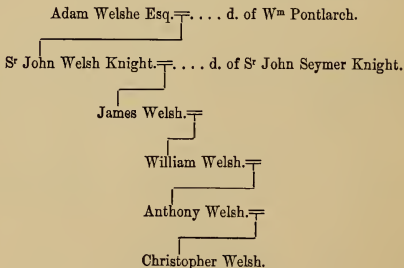 Adam Welshe Esq.╤.... d. of Wᵐ Pontlarch.
Sʳ John Welsh Knight.╤.... d. of Sʳ John Seymer Knight.
James Welsh.╤
William Welsh.╤
Anthony Welsh.╤
Christopher Welsh.